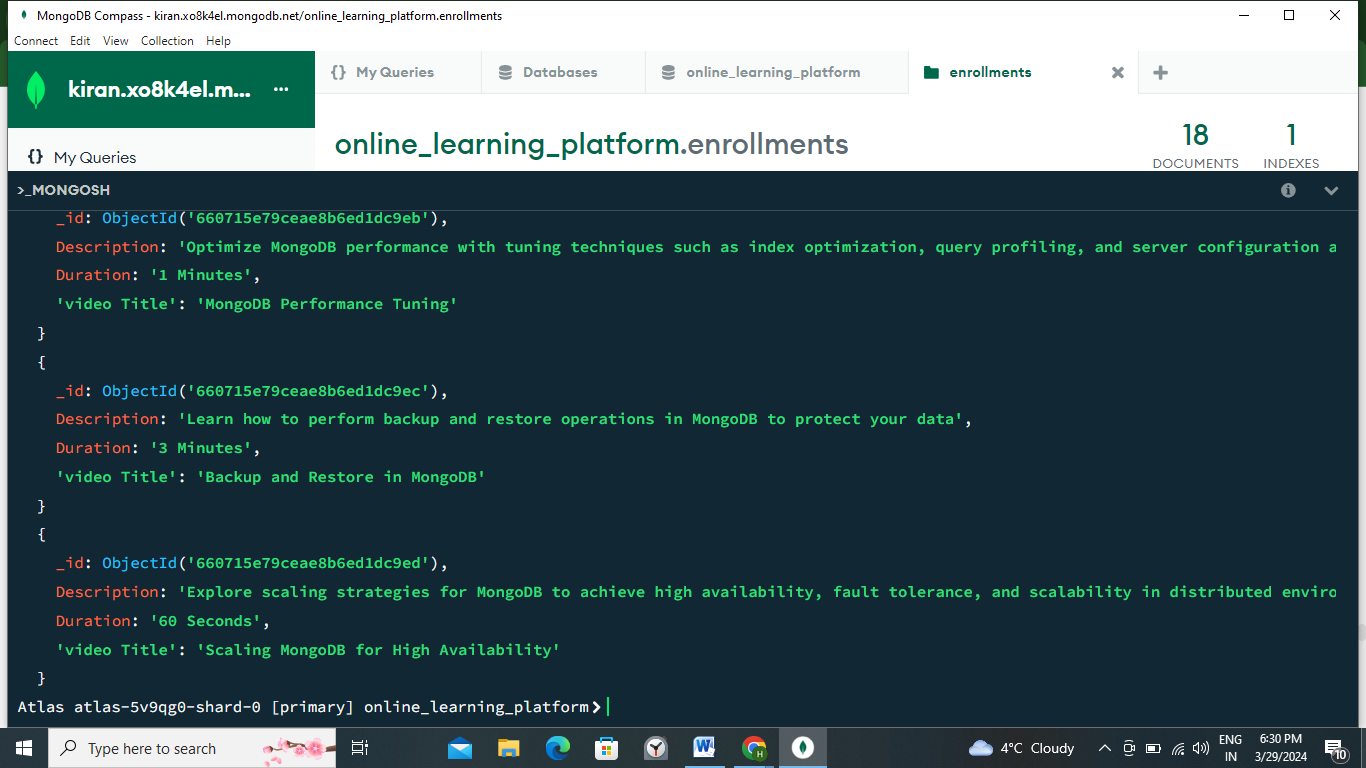 MongoDB Compass - kiran.xo8k4el.mongodb.net/online_learning_platform.enrollments
Connect Edit View Collection Help
kiran.xo8k4el.m... ...
{} My Queries
Databases
online_learning_platform
enrollments
{} My Queries
online_learning_platform.enrollments
18
DOCUMENTS
1
INDEXES
>_MONGOSH
_id: ObjectId('660715e79ceae8b6ed1dc9eb'),
Description: 'Optimize MongoDB performance with tuning techniques such as index optimization, query profiling, and server configuration a
Duration: '1 Minutes',
'video Title': 'MongoDB Performance Tuning'
}
{
_id: ObjectId('660715e79ceae8b6ed1dc9ec'),
Description: 'Learn how to perform backup and restore operations in MongoDB to protect your data',
Duration: '3 Minutes',
'video Title': 'Backup and Restore in MongoDB'
}
{
_id: ObjectId('660715e79ceae8b6ed1dc9ed'),
Description: 'Explore scaling strategies for MongoDB to achieve high availability, fault tolerance, and scalability in distributed enviro
Duration: '60 Seconds',
'video Title': 'Scaling MongoDB for High Availability'
}
Atlas atlas-5v9qg0-shard-0 [primary] online_learning_platform>
Type here to search
W
H
4°C Cloudy
ENG
IN
6:30 PM
3/29/2024
10